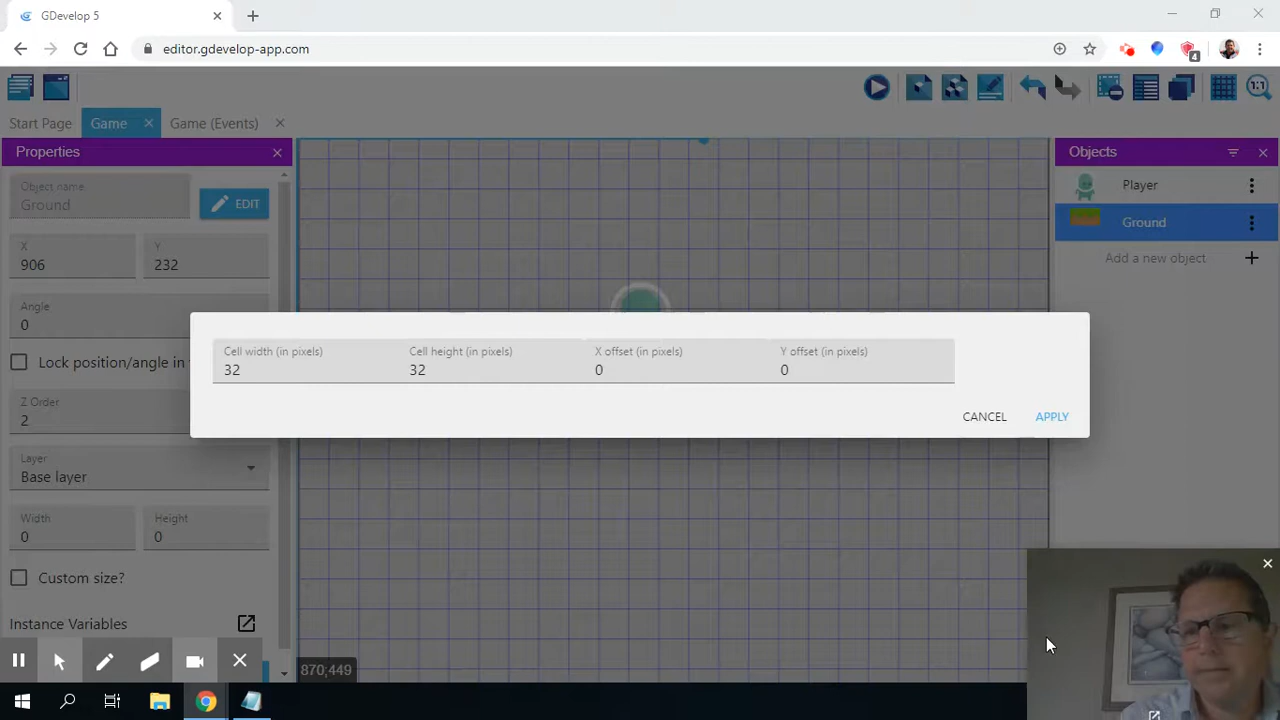 GDevelop 5
editor.gdevelop-app.com
4
1:1
Start Page
Game
Game (Events)
Properties
Objects
Object name
Ground
EDIT
Player
Ground
Add a new object
X
906
Y
232
Angle
0
Lock position/angle in
Cell width (in pixels)
32
Cell height (in pixels)
32
X offset (in pixels)
0
Y offset (in pixels)
0
CANCEL
APPLY
Z Order
2
Layer
Base layer
Width
0
Height
0
Custom size?
Instance Variables
870;449